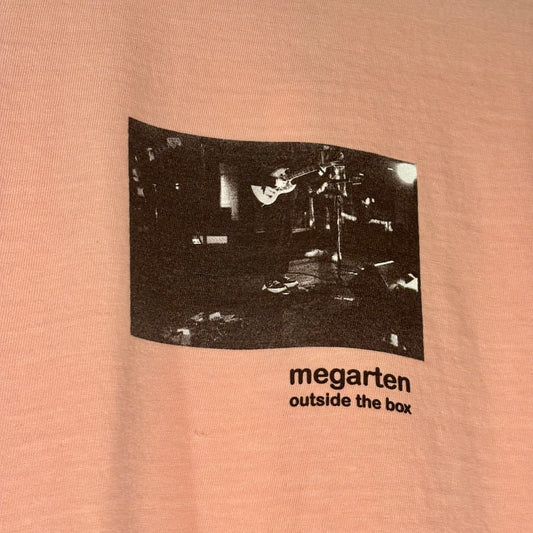 megarten
outside the box